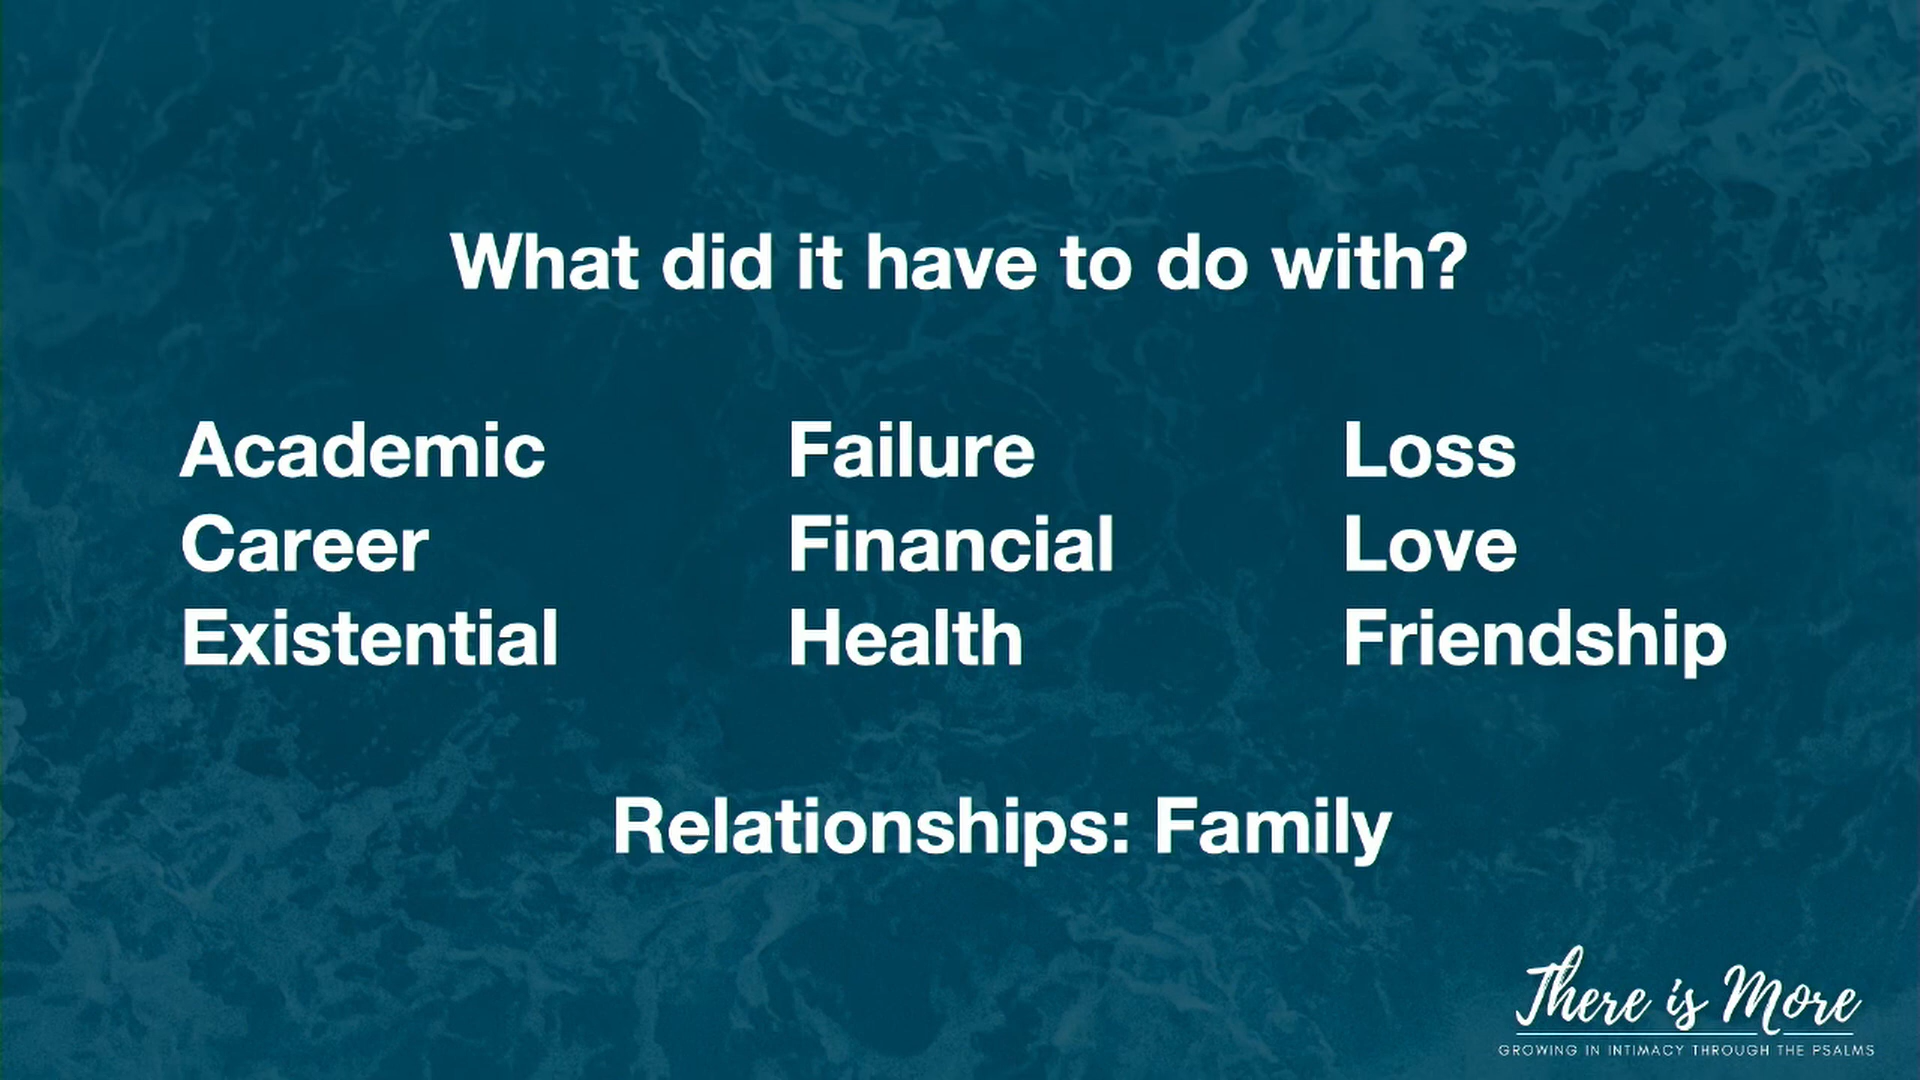 What did it have to do with?
Academic Failure Loss
Career Financial Love
Existential Health Friendship
Relationships: Family
There is More
GROWING IN INTIMACY THROUGH THE PSALMS